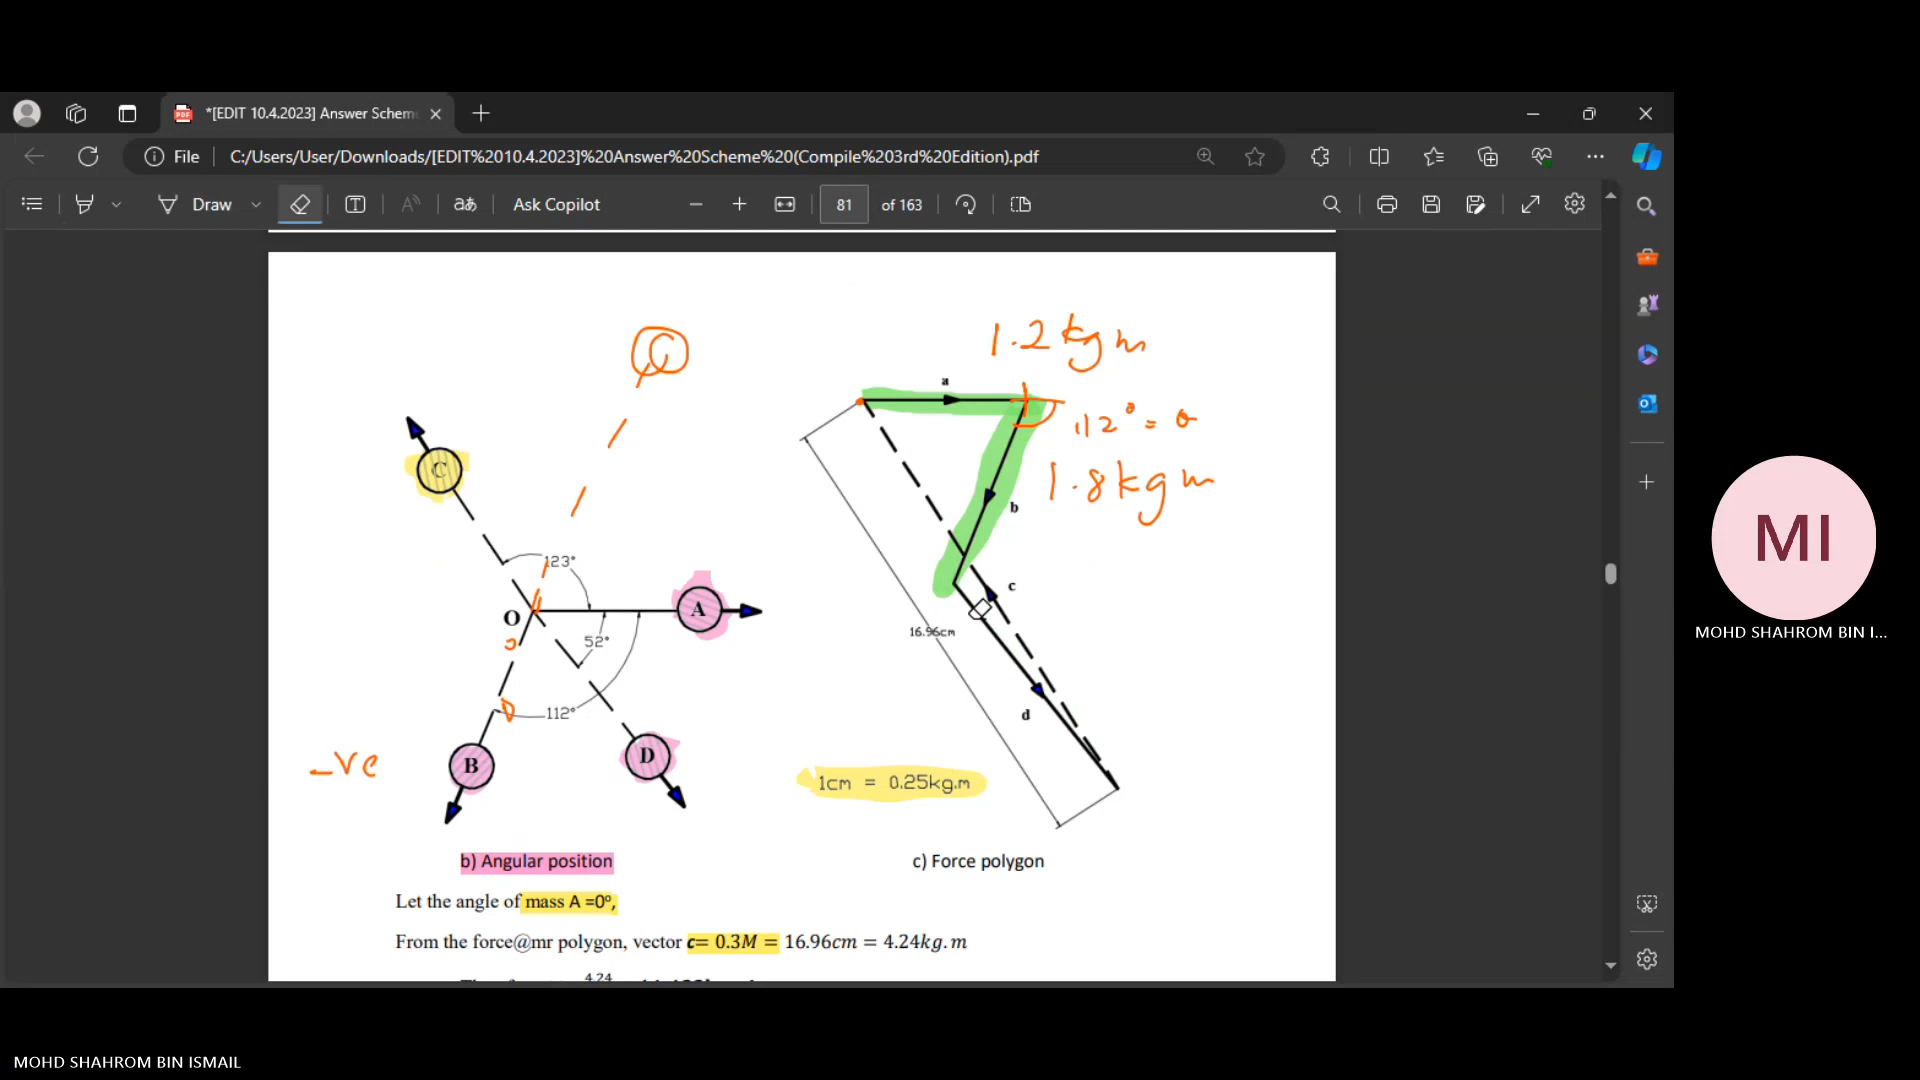 *[EDIT 10.4.2023] Answer Schem
File
C:/Users/User/Downloads/[EDIT%2010.4.2023]%20Answer%20Scheme%20(Compile%203rd%20Edition).pdf
Draw
Ask Copilot
81
of 163
1.2 kg m
C
a
112° = θ
1.8 kg m
C
b
123°
A
O
c
52°
16.96cm
112°
d
-ve
B
D
1cm = 0.25kg.m
b) Angular position
c) Force polygon
Let the angle of mass A =0°,
From the force@mr polygon, vector c= 0.3M = 16.96cm = 4.24kg.m
4.24
MI
MOHD SHAHROM BIN I...
MOHD SHAHROM BIN ISMAIL